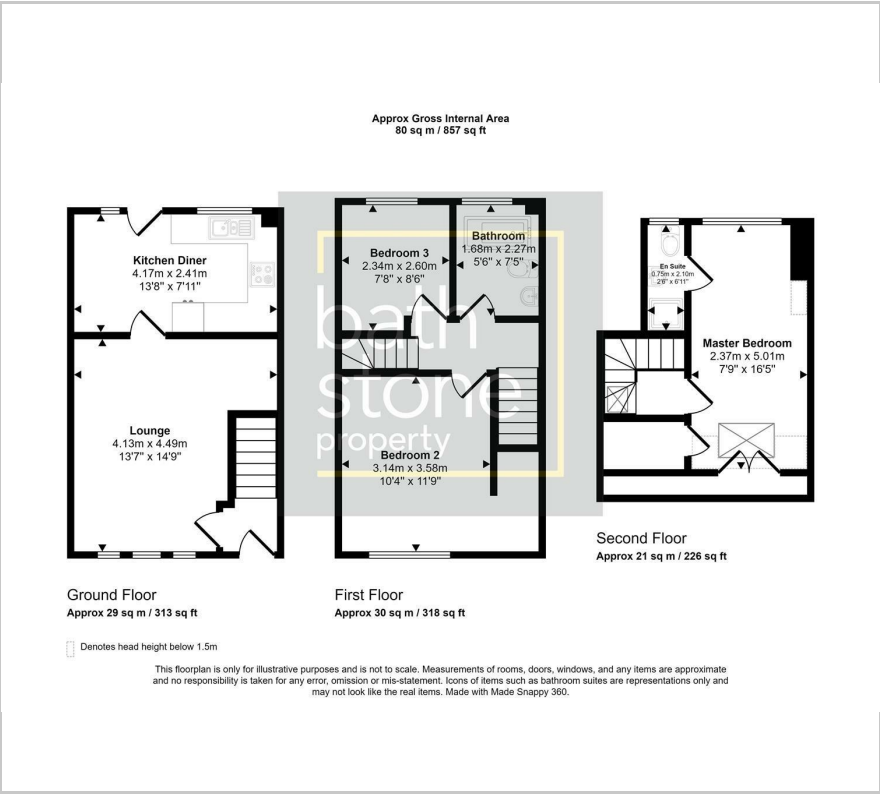 Approx Gross Internal Area
80 sq m / 857 sq ft
Kitchen Diner
4.17m x 2.41m
13'8" x 7'11"
Lounge
4.13m x 4.49m
13'7" x 14'9"
Ground Floor
Approx 29 sq m / 313 sq ft
Bedroom 3
2.34m x 2.60m
7'8" x 8'6"
Bathroom
1.68m x 2.27m
5'6" x 7'5"
bath
stone
property
Bedroom 2
3.14m x 3.58m
10'4" x 11'9"
First Floor
Approx 30 sq m / 318 sq ft
En Suite
0.75m x 2.10m
2'6" x 6'11"
Master Bedroom
2.37m x 5.01m
7'9" x 16'5"
Second Floor
Approx 21 sq m / 226 sq ft
Denotes head height below 1.5m
This floorplan is only for illustrative purposes and is not to scale. Measurements of rooms, doors, windows, and any items are approximate
and no responsibility is taken for any error, omission or mis-statement. Icons of items such as bathroom suites are representations only and
may not look like the real items. Made with Made Snappy 360.